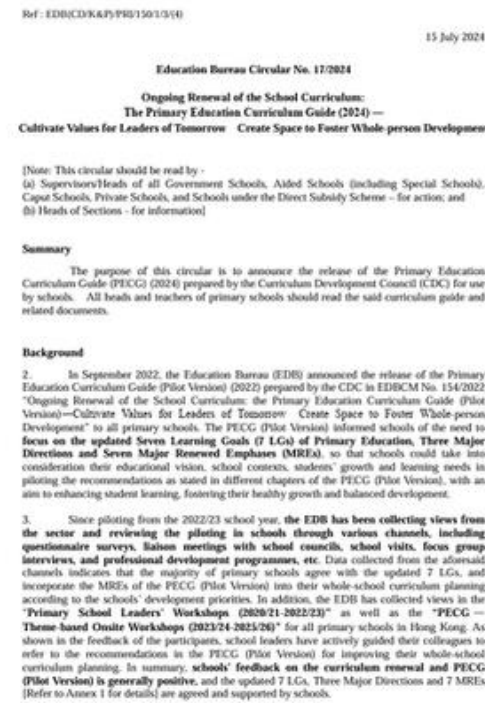 Ref : EDB(CD/K&P)/PRI/150/1/3/(4)
15 July 2024
Education Bureau Circular No. 17/2024
Ongoing Renewal of the School Curriculum:
The Primary Education Curriculum Guide (2024) —
Cultivate Values for Leaders of Tomorrow Create Space to Foster Whole-person Development
[Note: This circular should be read by -
(a) Supervisors/Heads of all Government Schools, Aided Schools (including Special Schools),
Caput Schools, Private Schools, and Schools under the Direct Subsidy Scheme – for action; and
(b) Heads of Sections - for information]
Summary
The purpose of this circular is to announce the release of the Primary Education
Curriculum Guide (PECG) (2024) prepared by the Curriculum Development Council (CDC) for use
by schools. All heads and teachers of primary schools should read the said curriculum guide and
related documents.
Background
2. In September 2022, the Education Bureau (EDB) announced the release of the Primary
Education Curriculum Guide (Pilot Version) (2022) prepared by the CDC in EDBCM No. 154/2022
"Ongoing Renewal of the School Curriculum: the Primary Education Curriculum Guide (Pilot
Version)—Cultivate Values for Leaders of Tomorrow Create Space to Foster Whole-person
Development" to all primary schools. The PECG (Pilot Version) informed schools of the need to
focus on the updated Seven Learning Goals (7 LGs) of Primary Education, Three Major
Directions and Seven Major Renewed Emphases (MREs), so that schools could take into
consideration their educational vision, school contexts, students' growth and learning needs in
piloting the recommendations as stated in different chapters of the PECG (Pilot Version), with an
aim to enhancing student learning, fostering their healthy growth and balanced development.
3. Since piloting from the 2022/23 school year, the EDB has been collecting views from
the sector and reviewing the piloting in schools through various channels, including
questionnaire surveys, liaison meetings with school councils, school visits, focus group
interviews, and professional development programmes, etc. Data collected from the aforesaid
channels indicates that the majority of primary schools agree with the updated 7 LGs, and
incorporate the MREs of the PECG (Pilot Version) into their whole-school curriculum planning
according to the schools' development priorities. In addition, the EDB has collected views in the
"Primary School Leaders' Workshops (2020/21-2022/23)" as well as the "PECG —
Theme-based Onsite Workshops (2023/24-2025/26)" for all primary schools in Hong Kong. As
shown in the feedback of the participants, school leaders have actively guided their colleagues to
refer to the recommendations in the PECG (Pilot Version) for improving their whole-school
curriculum planning. In summary, schools' feedback on the curriculum renewal and PECG
(Pilot Version) is generally positive, and the updated 7 LGs, Three Major Directions and 7 MREs
[Refer to Annex 1 for details] are agreed and supported by schools.